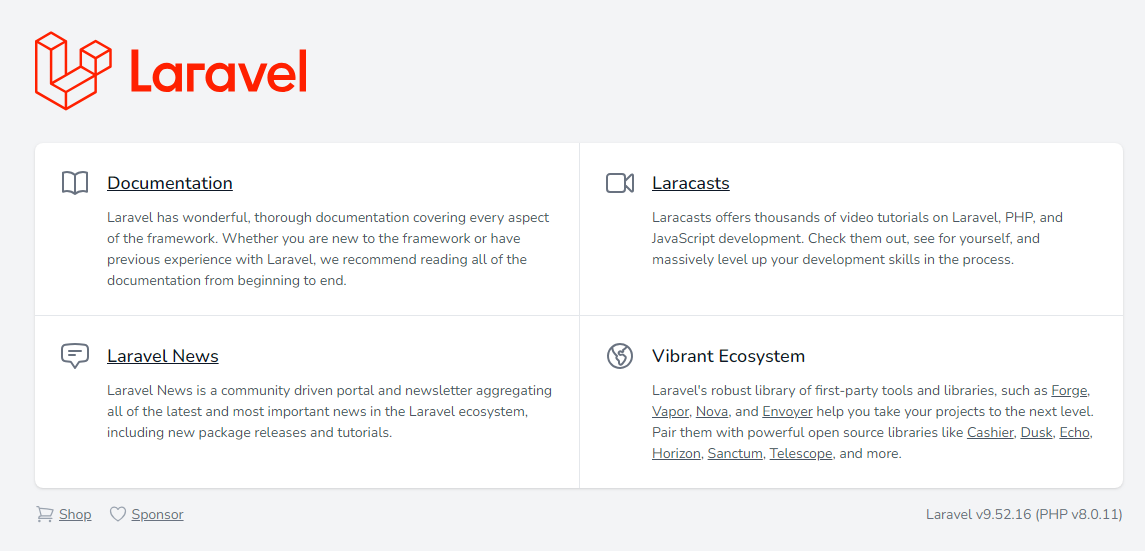 Laravel
Documentation
Laravel has wonderful, thorough documentation covering every aspect
of the framework. Whether you are new to the framework or have
previous experience with Laravel, we recommend reading all of the
documentation from beginning to end.
Laracasts
Laracasts offers thousands of video tutorials on Laravel, PHP, and
JavaScript development. Check them out, see for yourself, and
massively level up your development skills in the process.
Laravel News
Laravel News is a community driven portal and newsletter aggregating
all of the latest and most important news in the Laravel ecosystem,
including new package releases and tutorials.
Vibrant Ecosystem
Laravel's robust library of first-party tools and libraries, such as Forge,
Vapor, Nova, and Envoyer help you take your projects to the next level.
Pair them with powerful open source libraries like Cashier, Dusk, Echo,
Horizon, Sanctum, Telescope, and more.
Shop
Sponsor
Laravel v9.52.16 (PHP v8.0.11)